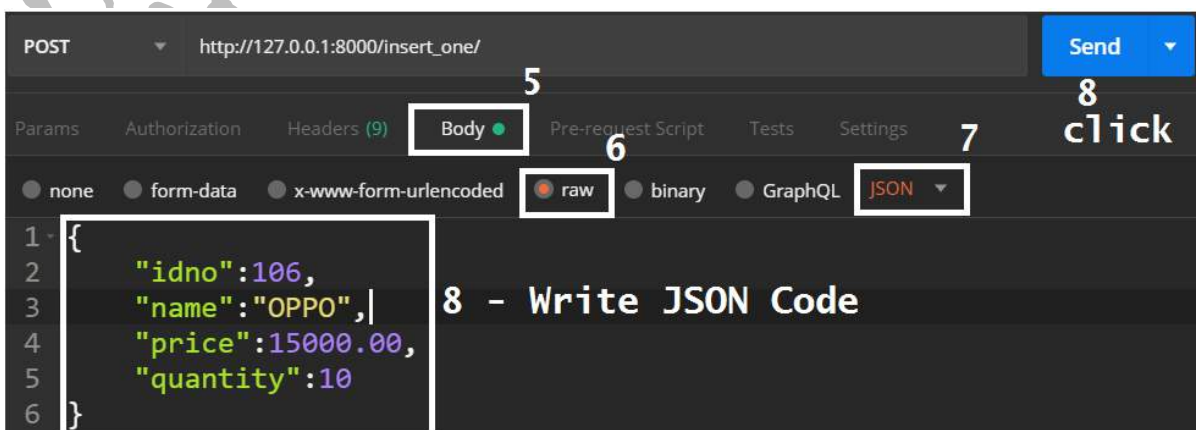 POST http://127.0.0.1:8000/insert_one/ Send
5
8
Params Authorization Headers (9) Body Pre-request Script Tests Settings
6
7
click
none form-data x-www-form-urlencoded raw binary GraphQL JSON
1 {
2 "idno":106,
3 "name":"OPPO", 8 - Write JSON Code
4 "price":15000.00,
5 "quantity":10
6 }